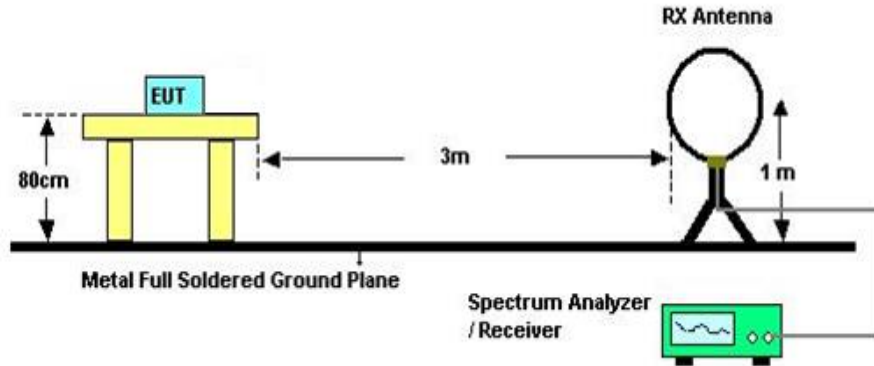 RX Antenna
EUT
80cm
3m
1 m
Metal Full Soldered Ground Plane
Spectrum Analyzer
/ Receiver